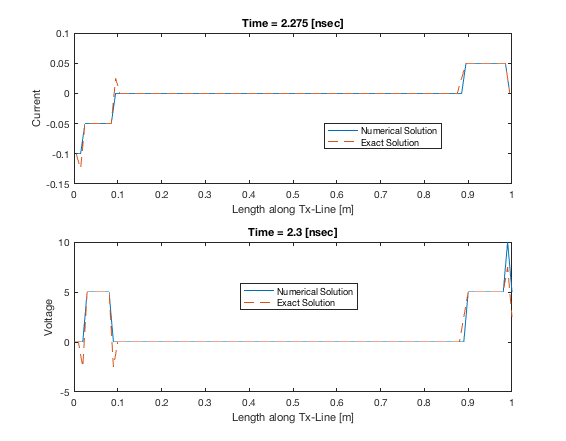 Time = 2.275 [nsec]
0.1
0.05
0
-0.05
-0.1
-0.15
Current
Numerical Solution
Exact Solution
0 0.1 0.2 0.3 0.4 0.5 0.6 0.7 0.8 0.9 1
Length along Tx-Line [m]
Time = 2.3 [nsec]
10
5
0
-5
Voltage
Numerical Solution
Exact Solution
0 0.1 0.2 0.3 0.4 0.5 0.6 0.7 0.8 0.9 1
Length along Tx-Line [m]